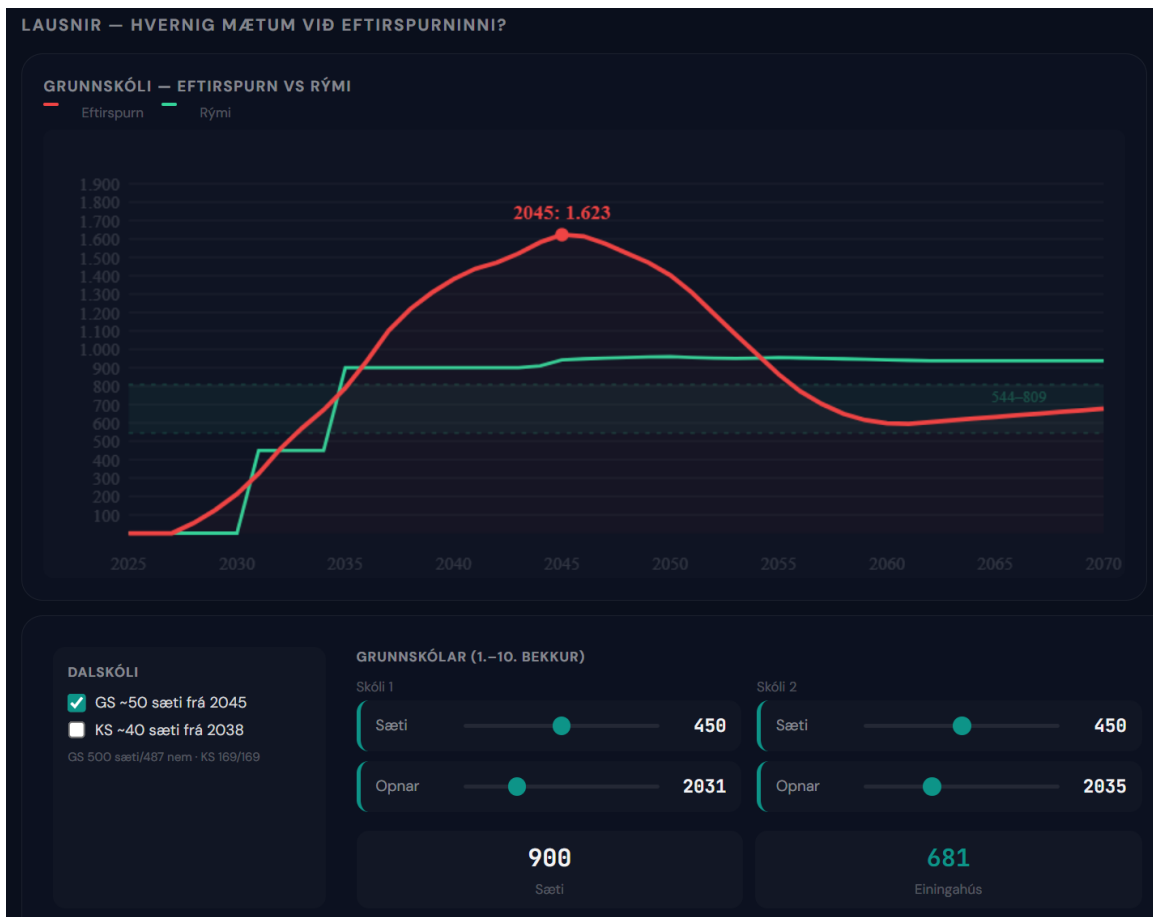 LAUSNIR — HVERNIG MÆTUM VIÐ EFTIRSPURNINNI?
GRUNNSKÓLI — EFTIRSPURN VS RÝMI
Eftirspurn Rými
1.900
1.800
1.700
1.600
1.500
1.400
1.300
1.200
1.100
1.000
900
800
700
600
500
400
300
200
100
2045: 1.623
544–809
2025 2030 2035 2040 2045 2050 2055 2060 2065 2070
DALSKÓLI
GS ~50 sæti frá 2045
KS ~40 sæti frá 2038
GS 500 sæti/487 nem · KS 169/169
GRUNNSKÓLAR (1.–10. BEKKUR)
Skóli 1
Sæti 450
Opnar 2031
Skóli 2
Sæti 450
Opnar 2035
900
Sæti
681
Einingahús